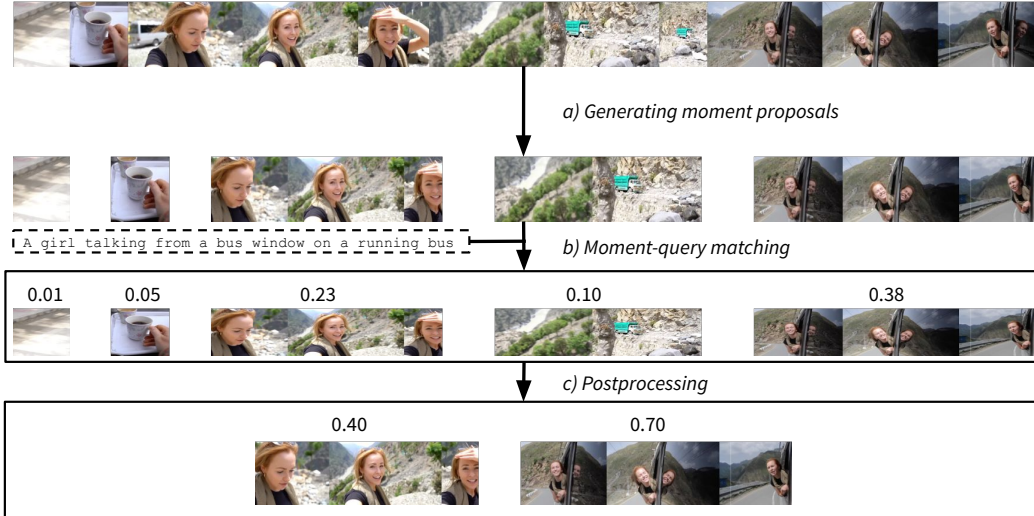 a) Generating moment proposals
A girl talking from a bus window on a running bus
b) Moment-query matching
0.01 0.05 0.23 0.10 0.38
c) Postprocessing
0.40 0.70